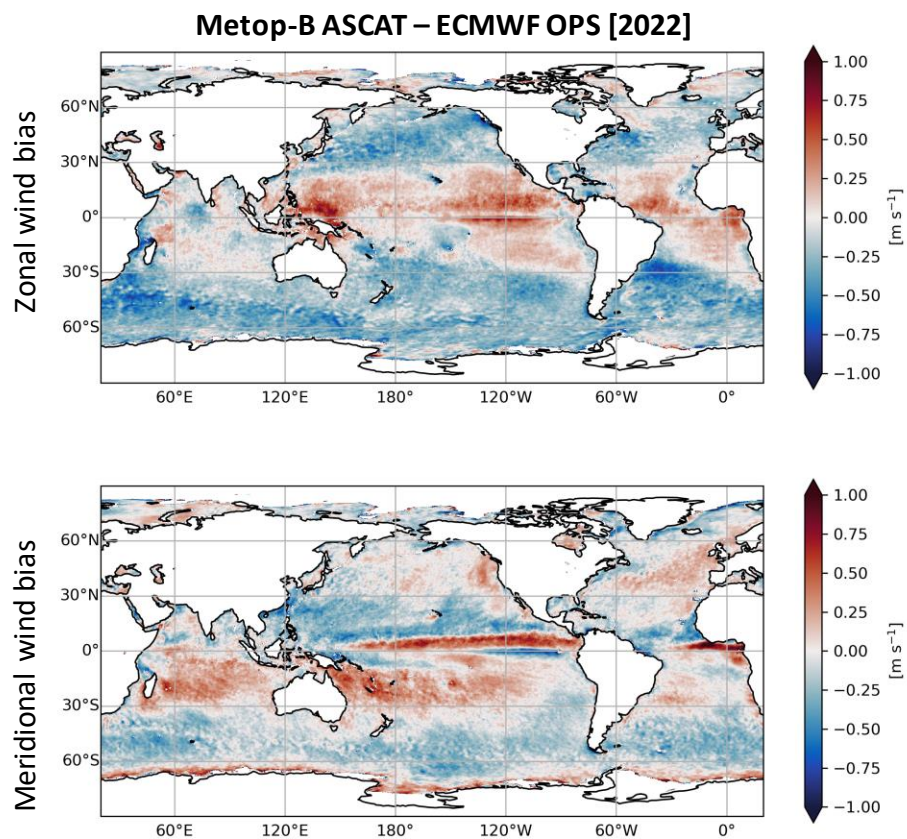 Metop-B ASCAT – ECMWF OPS [2022]
Zonal wind bias
60°N
30°N
0°
30°S
60°S
60°E 120°E 180° 120°W 60°W 0°
1.00
0.75
0.50
0.25
0.00
−0.25
−0.50
−0.75
−1.00
[m s⁻¹]
Meridional wind bias
60°N
30°N
0°
30°S
60°S
60°E 120°E 180° 120°W 60°W 0°
1.00
0.75
0.50
0.25
0.00
−0.25
−0.50
−0.75
−1.00
[m s⁻¹]